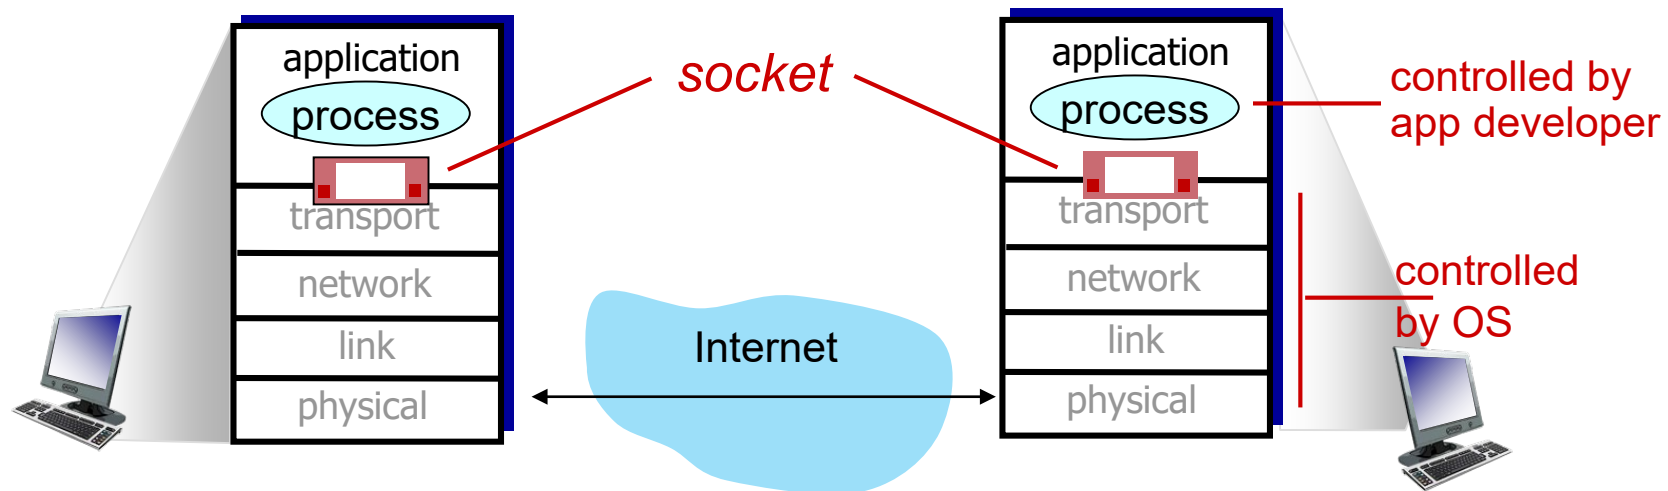 application
process
transport
network
link
physical
socket
Internet
application
process
transport
network
link
physical
controlled by
app developer
controlled
by OS